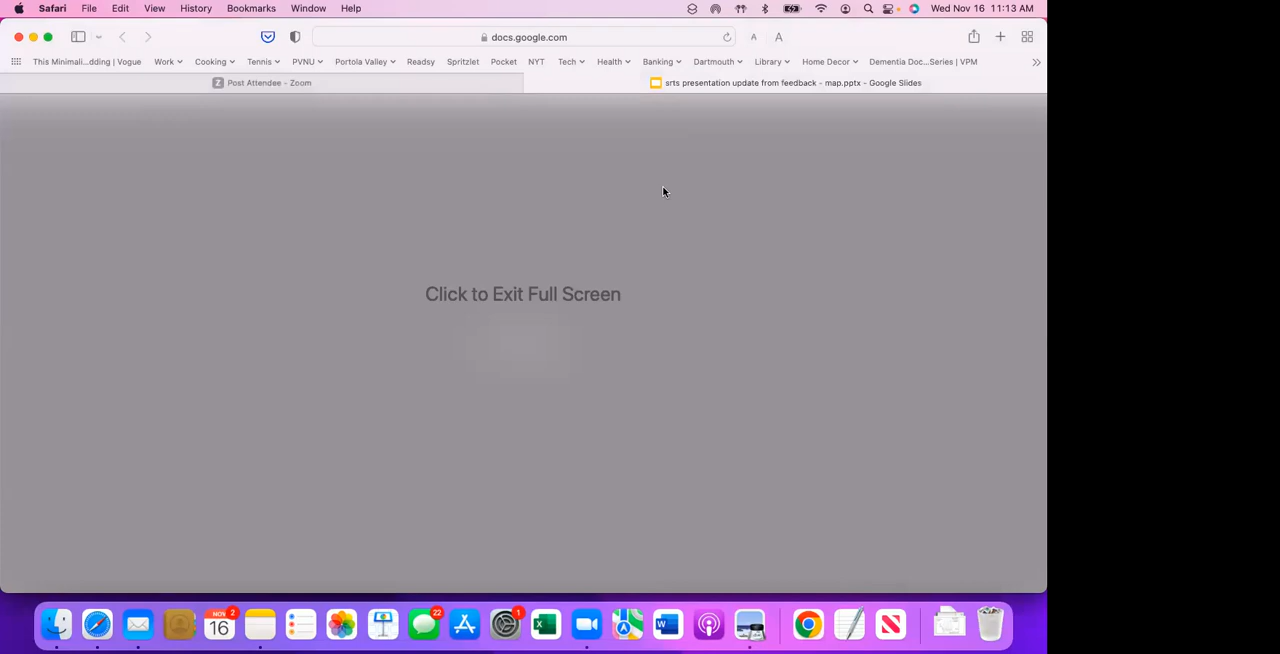 Safari File Edit View History Bookmarks Window Help Wed Nov 16 11:13 AM
docs.google.com A A
This Minimali...dding | Vogue Work Cooking Tennis PVNU Portola Valley Readsy Spritzlet Pocket NYT Tech Health Banking Dartmouth Library Home Decor Dementia Doc...Series | VPM
Z Post Attendee - Zoom srts presentation update from feedback - map.pptx - Google Slides
Click to Exit Full Screen
NOV 2 22 1
16 X W N